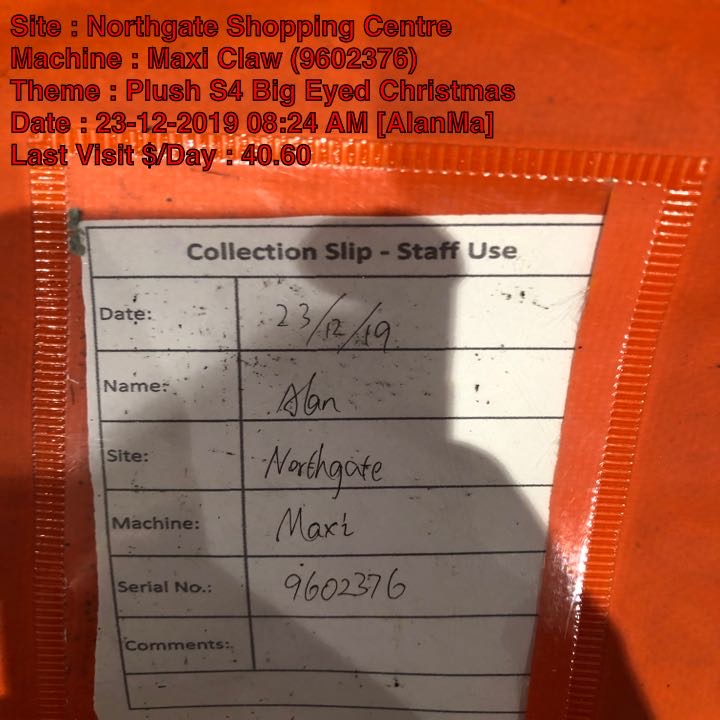 Site : Northgate Shopping Centre
Machine : Maxi Claw (9602376)
Theme : Plush S4 Big Eyed Christmas
Date : 23-12-2019 08:24 AM [AlanMa]
Last Visit $/Day : 40.60
Collection Slip - Staff Use
Date: 23/12/19
Name: Alan
Site: Northgate
Machine: Maxi
Serial No.: 9602376
Comments: